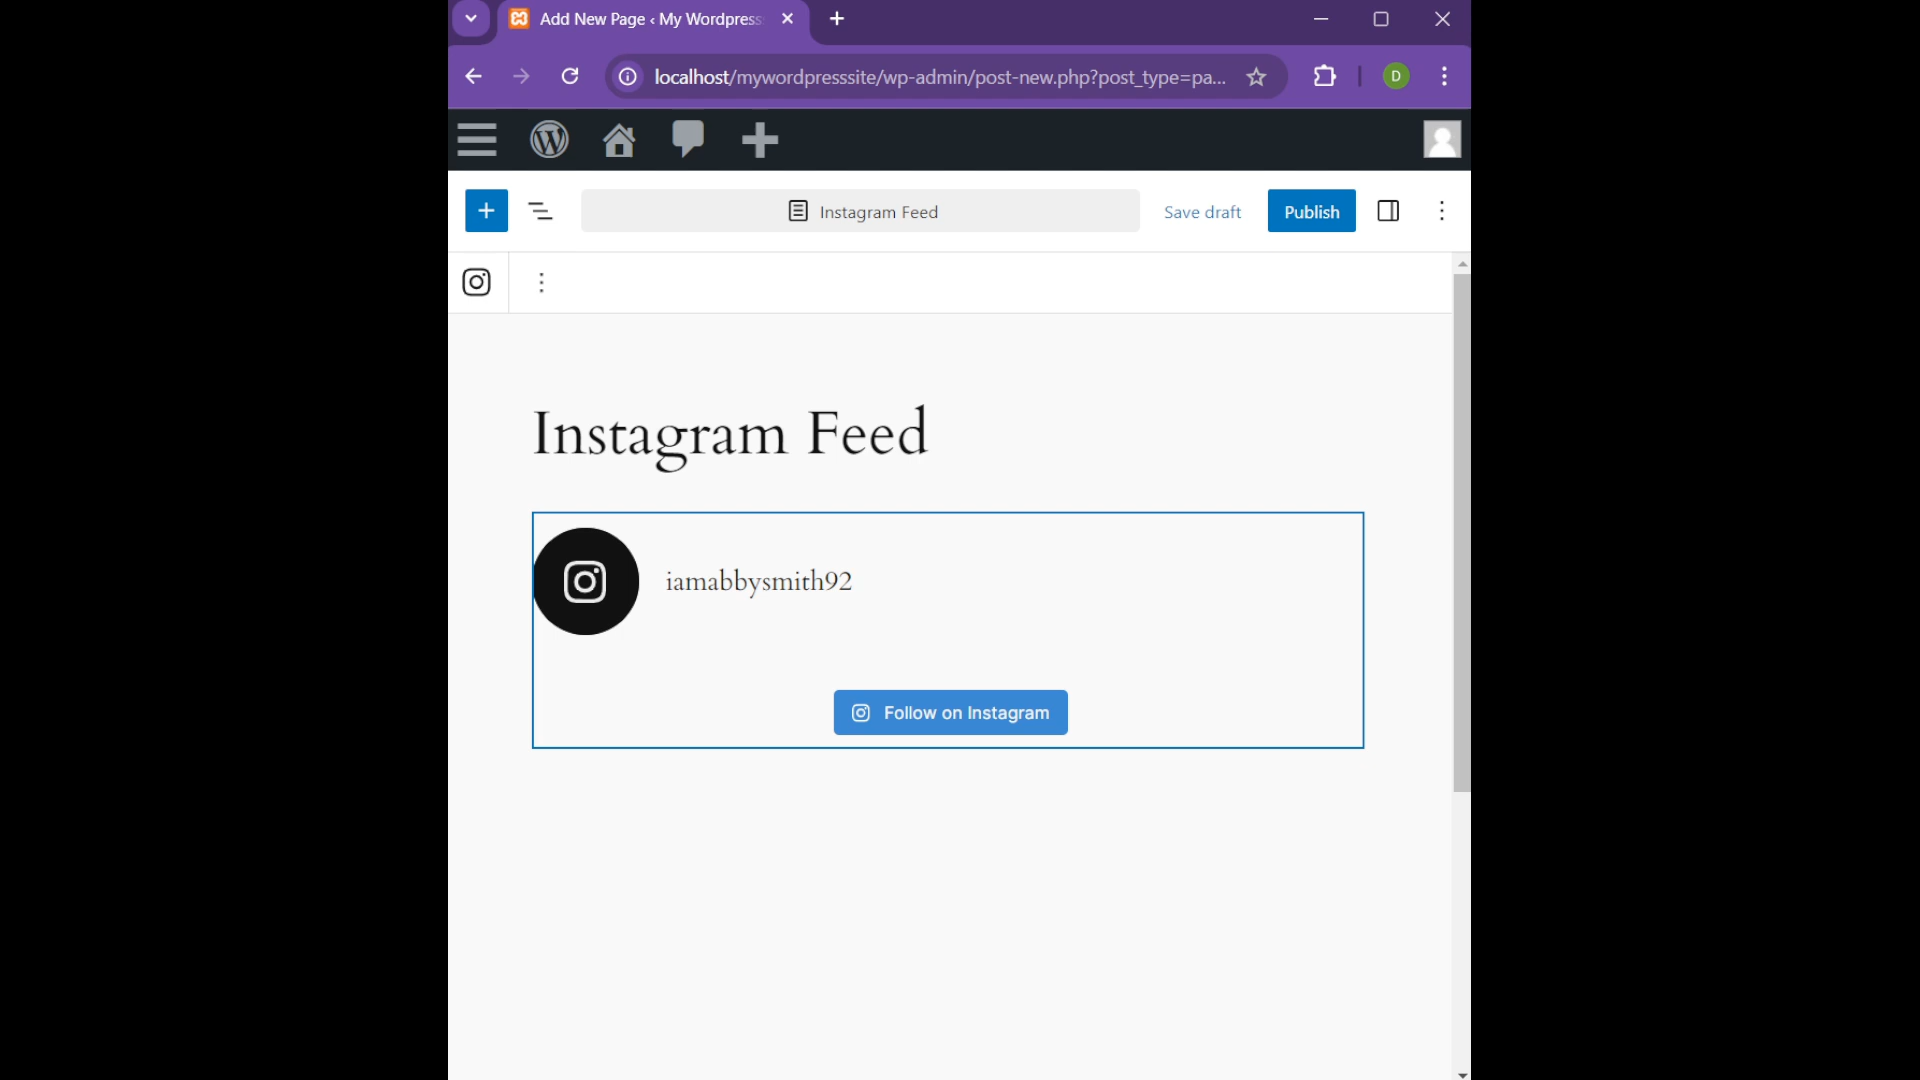 Add New Page ‹ My Wordpress
localhost/mywordpresssite/wp-admin/post-new.php?post_type=pa...
D
Instagram Feed
Save draft
Publish
Instagram Feed
iamabbysmith92
Follow on Instagram